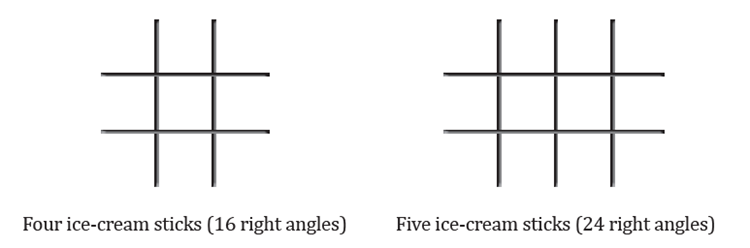 Four ice-cream sticks (16 right angles)
Five ice-cream sticks (24 right angles)